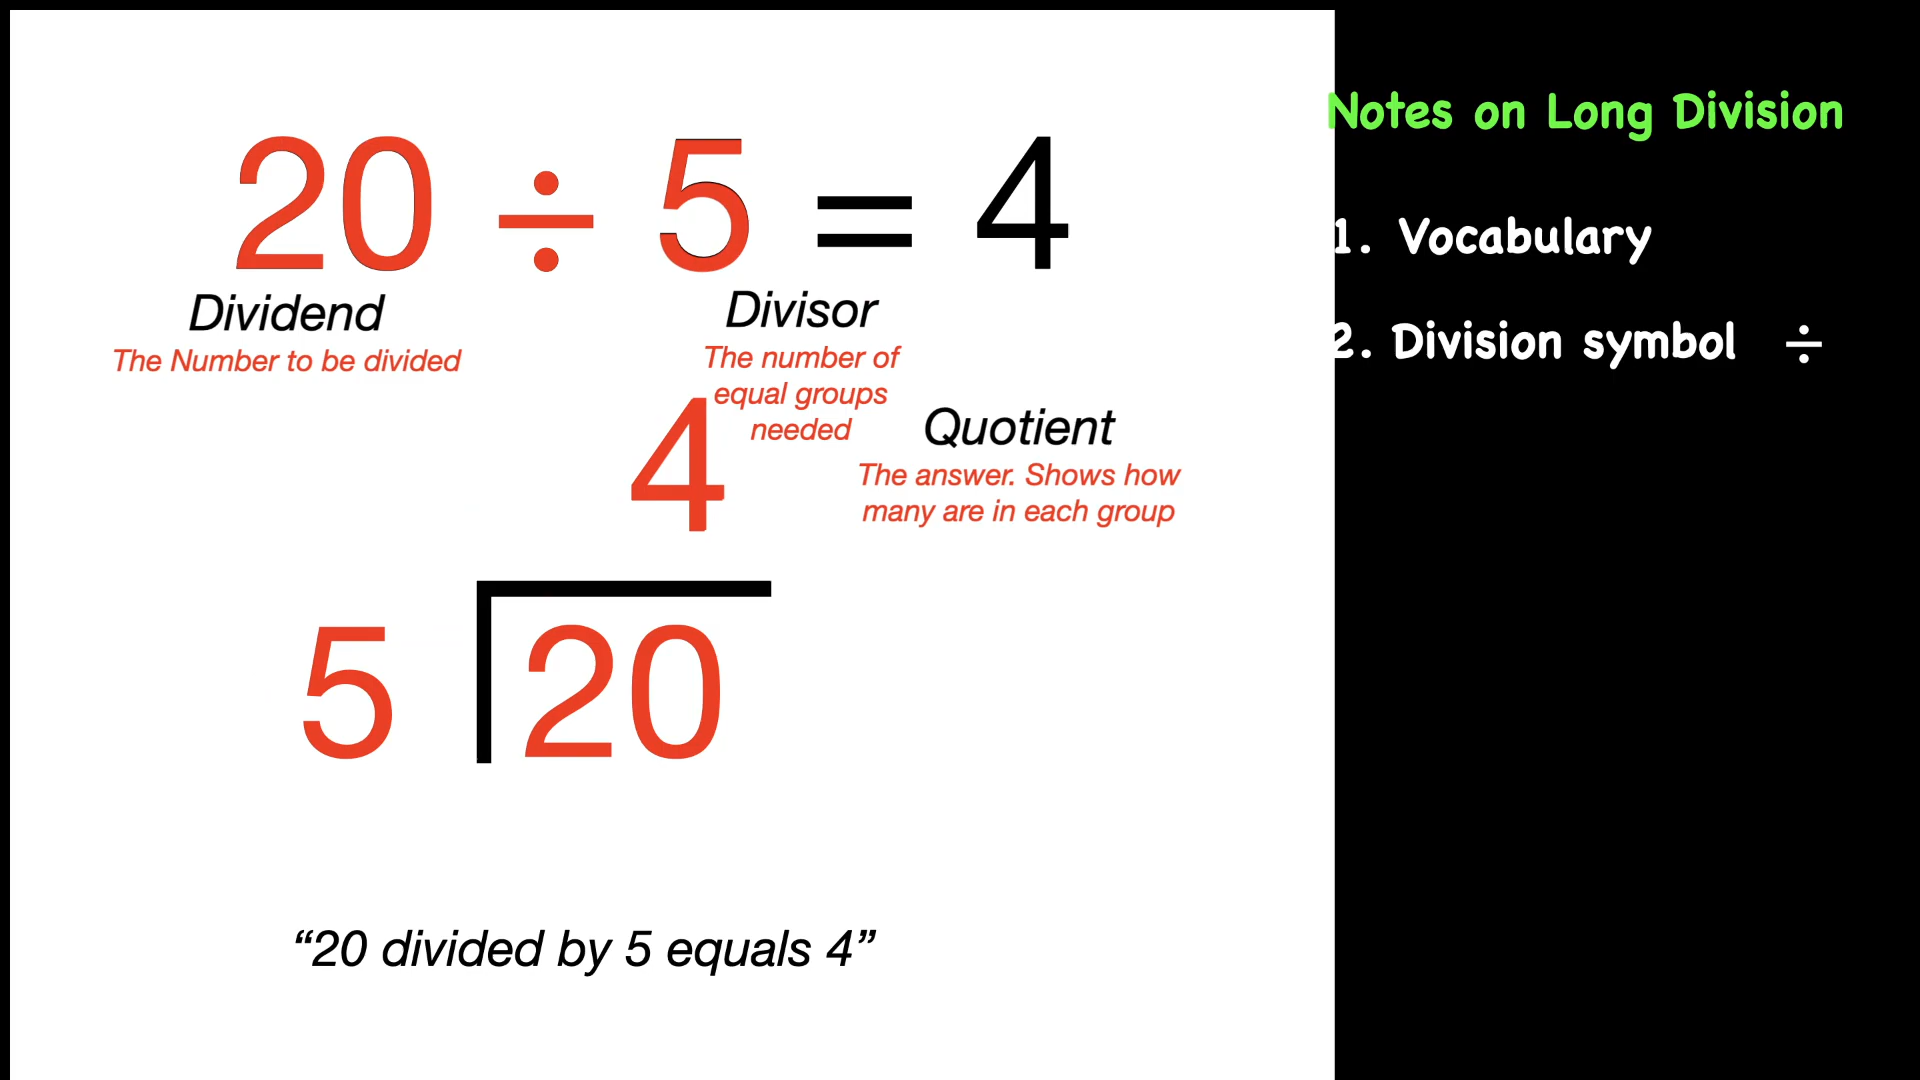 20 ÷ 5 = 4
Dividend
The Number to be divided
Divisor
The number of
equal groups
needed
Quotient
The answer. Shows how
many are in each group
4
5 20
“20 divided by 5 equals 4”
Notes on Long Division
1. Vocabulary
2. Division symbol ÷